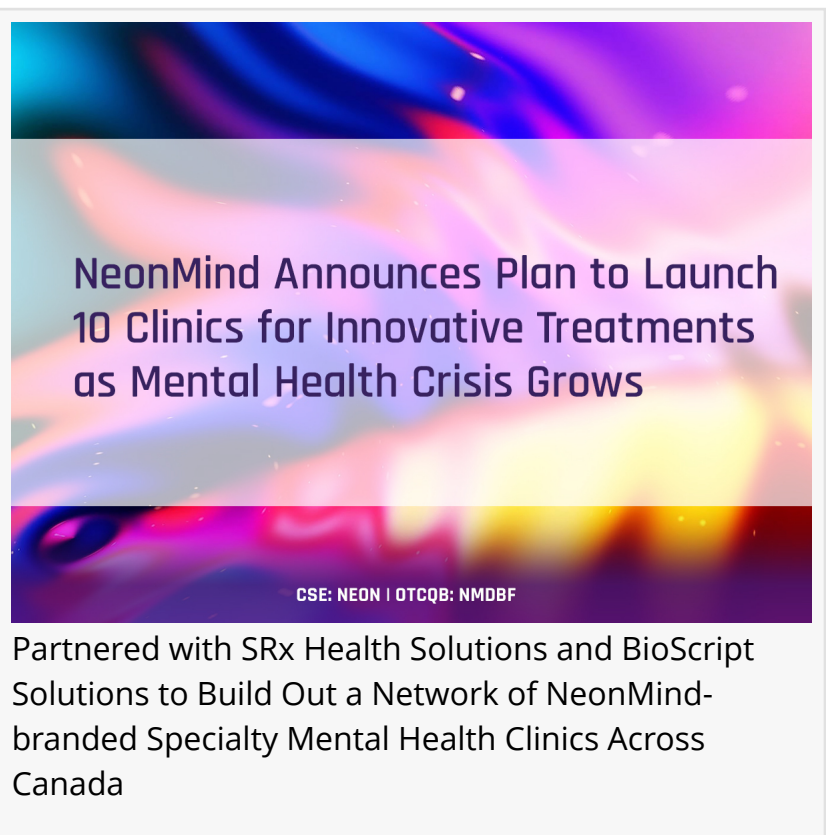 NeonMind Announces Plan to Launch
10 Clinics for Innovative Treatments
as Mental Health Crisis Grows
CSE: NEON | OTCQB: NMDBF
Partnered with SRx Health Solutions and BioScript
Solutions to Build Out a Network of NeonMind-
branded Specialty Mental Health Clinics Across
Canada